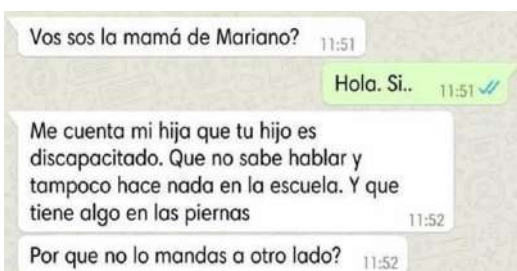 Vos sos la mamá de Mariano? 11:51
Hola. Si.. 11:51
Me cuenta mi hija que tu hijo es
discapacitado. Que no sabe hablar y
tampoco hace nada en la escuela. Y que
tiene algo en las piernas 11:52
Por que no lo mandas a otro lado? 11:52